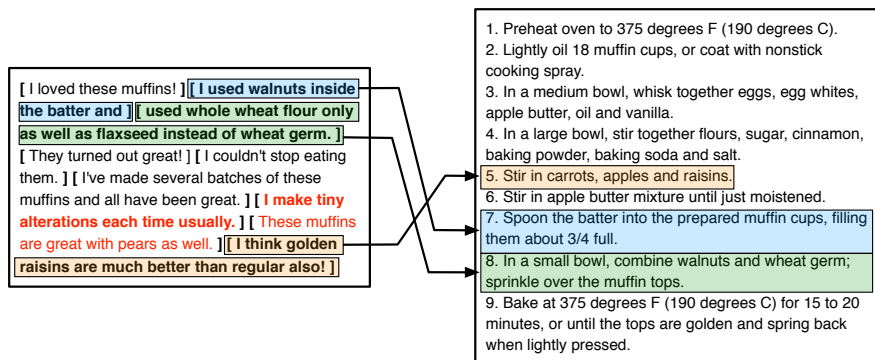 [ I loved these muffins! ] [ I used walnuts inside
the batter and ] [ used whole wheat flour only
as well as flaxseed instead of wheat germ. ]
[ They turned out great! ] [ I couldn't stop eating
them. ] [ I've made several batches of these
muffins and all have been great. ] [ I make tiny
alterations each time usually. ] [ These muffins
are great with pears as well. ] [ I think golden
raisins are much better than regular also! ]
1. Preheat oven to 375 degrees F (190 degrees C).
2. Lightly oil 18 muffin cups, or coat with nonstick
cooking spray.
3. In a medium bowl, whisk together eggs, egg whites,
apple butter, oil and vanilla.
4. In a large bowl, stir together flours, sugar, cinnamon,
baking powder, baking soda and salt.
5. Stir in carrots, apples and raisins.
6. Stir in apple butter mixture until just moistened.
7. Spoon the batter into the prepared muffin cups, filling
them about 3/4 full.
8. In a small bowl, combine walnuts and wheat germ;
sprinkle over the muffin tops.
9. Bake at 375 degrees F (190 degrees C) for 15 to 20
minutes, or until the tops are golden and spring back
when lightly pressed.